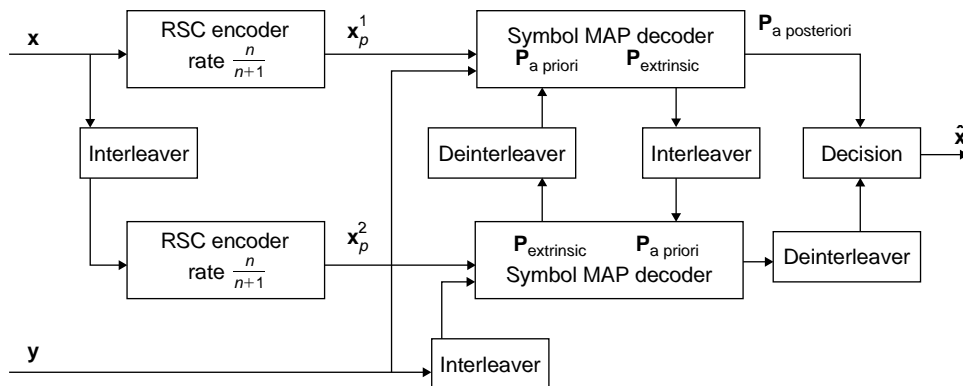 x
RSC encoder
rate n/(n+1)
x_p^1
Symbol MAP decoder
P_a priori P_extrinsic
P_a posteriori
Interleaver
Deinterleaver
Interleaver
Decision
x̂
RSC encoder
rate n/(n+1)
x_p^2
P_extrinsic P_a priori
Symbol MAP decoder
Deinterleaver
y
Interleaver